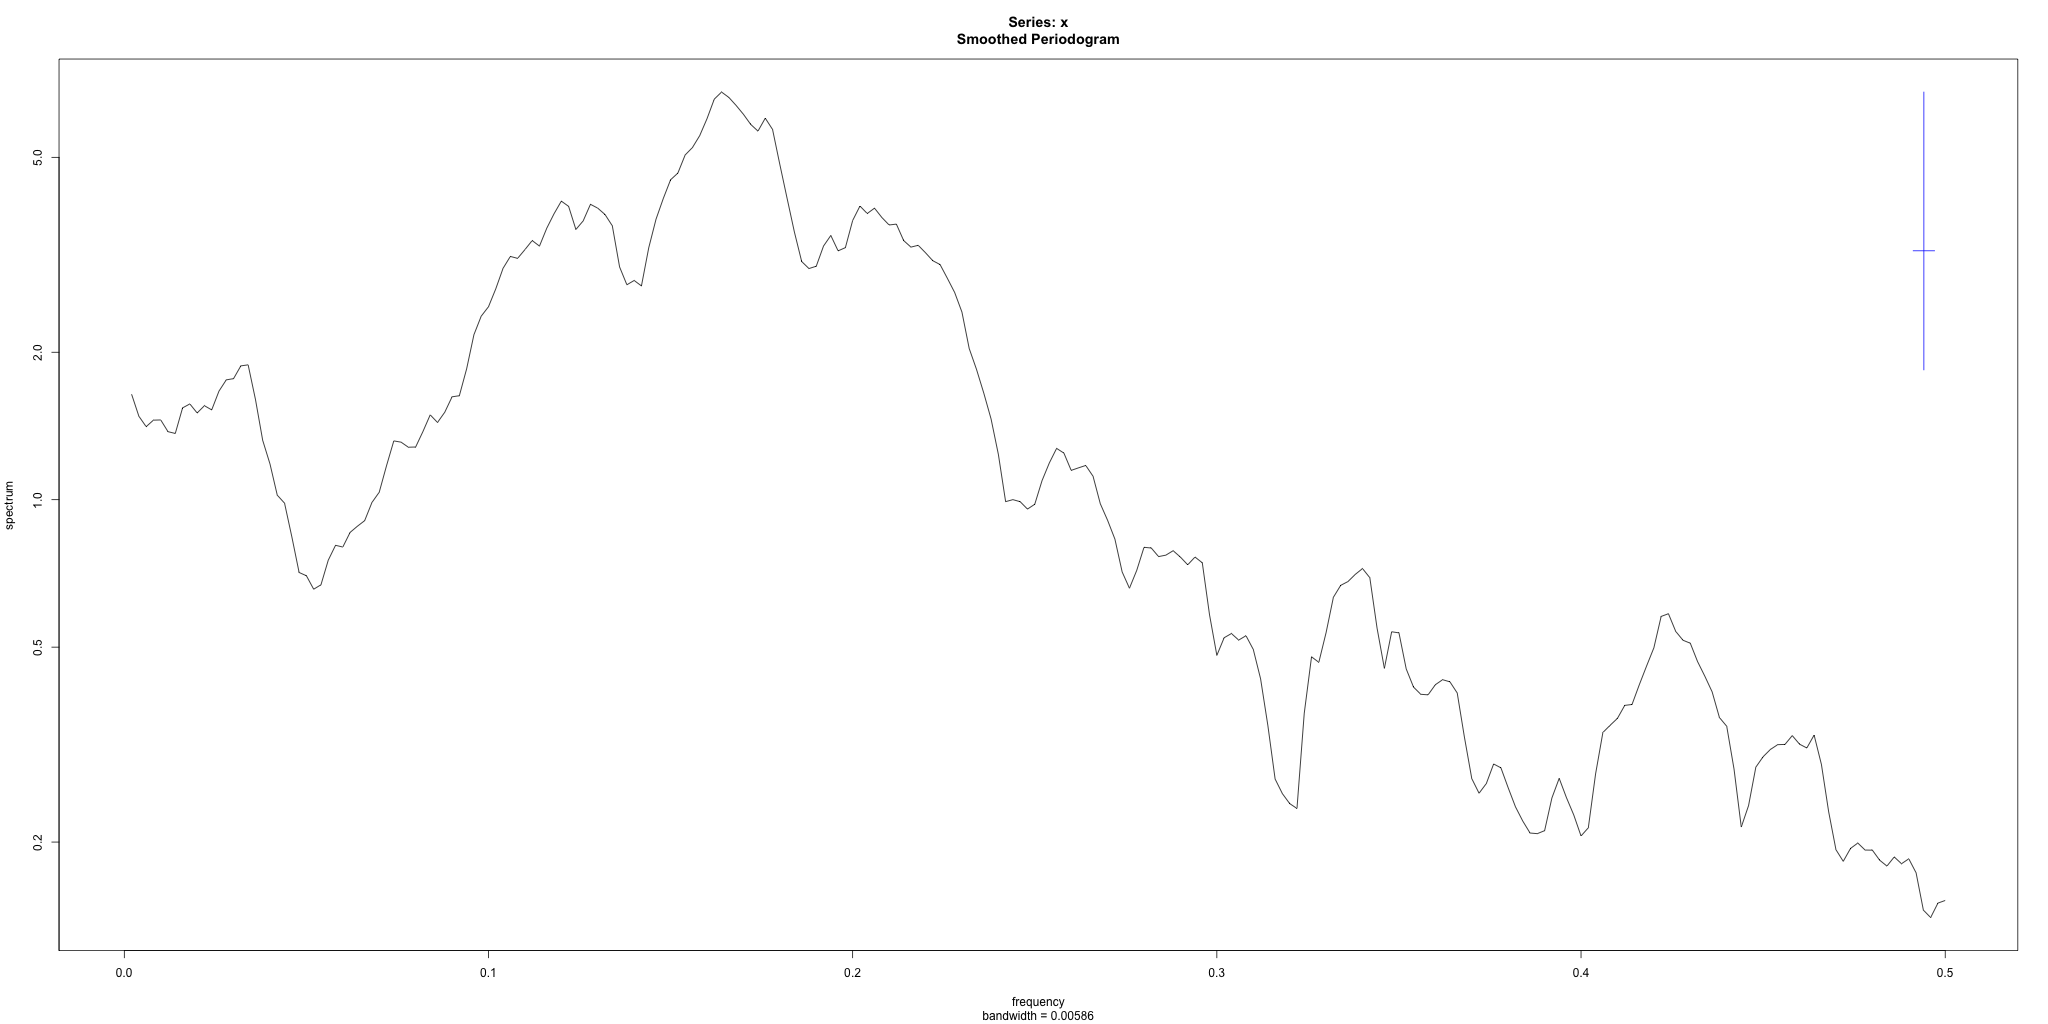 Series: x
Smoothed Periodogram
spectrum
5.0
2.0
1.0
0.5
0.2
0.0
0.1
0.2
0.3
0.4
0.5
frequency
bandwidth = 0.00586